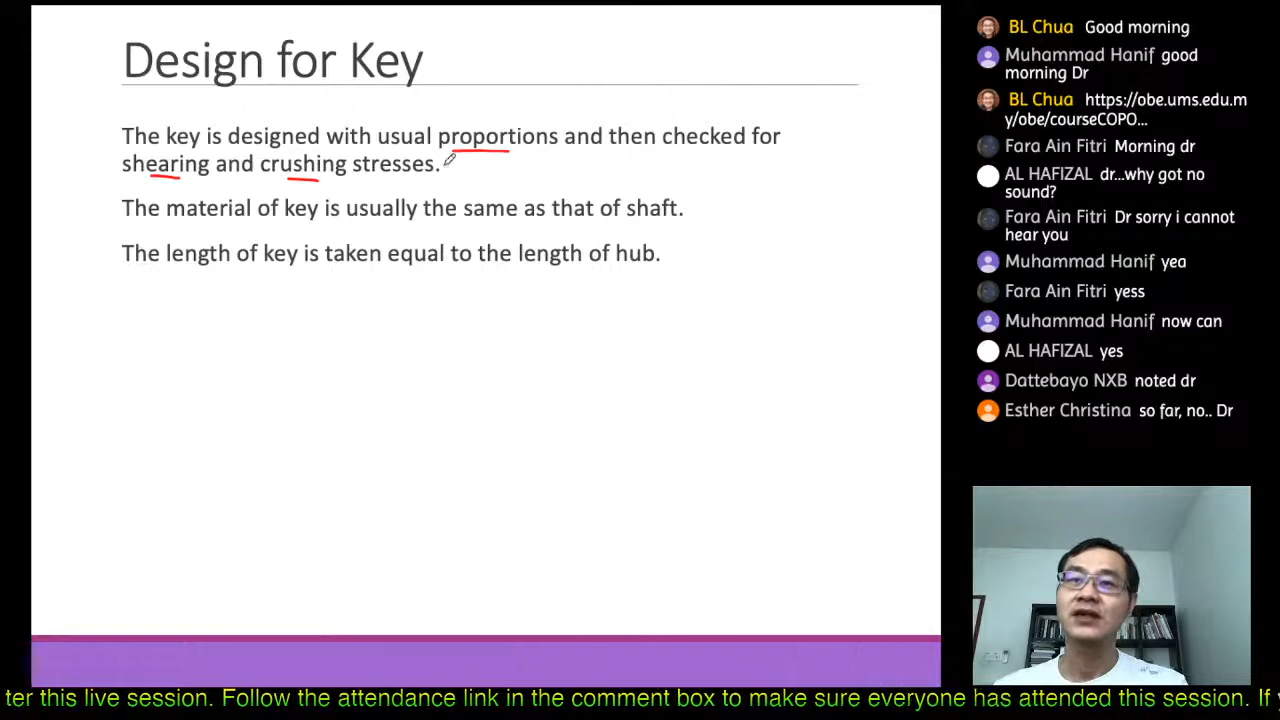 Design for Key
The key is designed with usual proportions and then checked for
shearing and crushing stresses.
The material of key is usually the same as that of shaft.
The length of key is taken equal to the length of hub.
BL Chua Good morning
Muhammad Hanif good
morning Dr
BL Chua https://obe.ums.edu.m
y/obe/courseCOPO...
Fara Ain Fitri Morning dr
AL HAFIZAL dr...why got no
sound?
Fara Ain Fitri Dr sorry i cannot
hear you
Muhammad Hanif yea
Fara Ain Fitri yess
Muhammad Hanif now can
AL HAFIZAL yes
Dattebayo NXB noted dr
Esther Christina so far, no.. Dr
ter this live session. Follow the attendance link in the comment box to make sure everyone has attended this session. If y